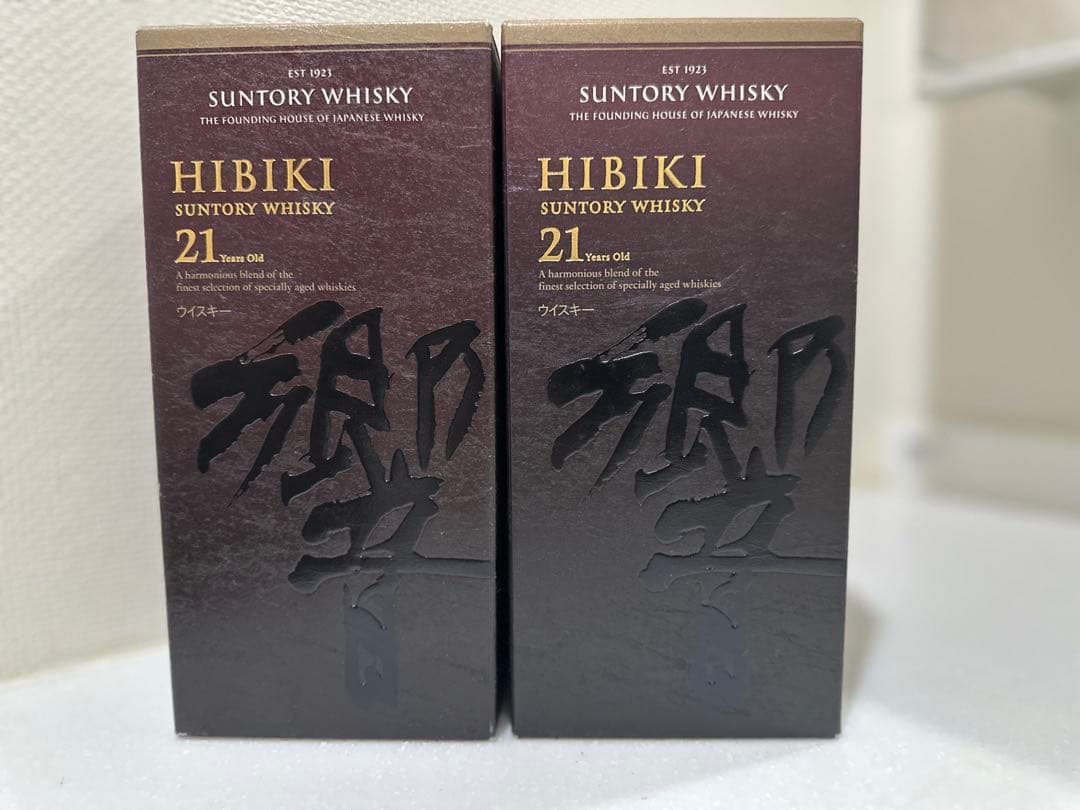 EST 1923
SUNTORY WHISKY
THE FOUNDING HOUSE OF JAPANESE WHISKY
HIBIKI
SUNTORY WHISKY
21 Years Old
A harmonious blend of the
finest selection of specially aged whiskies
ウイスキー
響
EST 1923
SUNTORY WHISKY
THE FOUNDING HOUSE OF JAPANESE WHISKY
HIBIKI
SUNTORY WHISKY
21 Years Old
A harmonious blend of the
finest selection of specially aged whiskies
ウイスキー
響